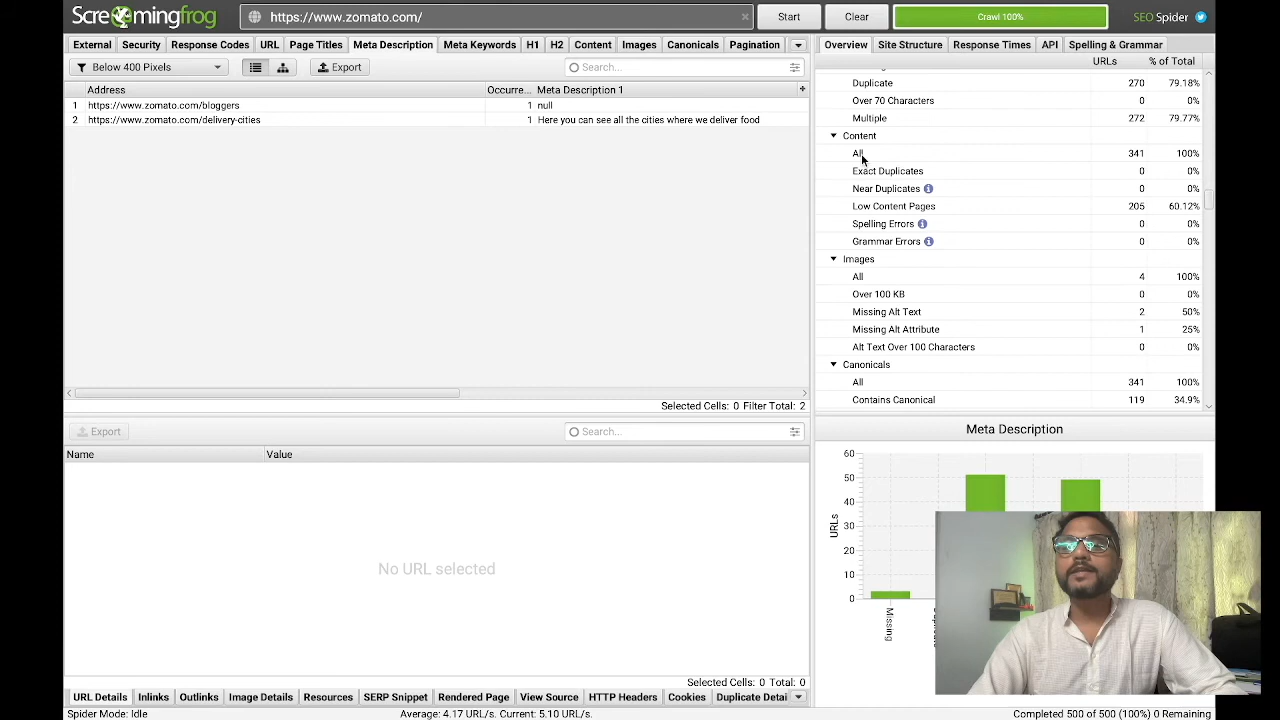 Screamingfrog
https://www.zomato.com/
Start
Clear
Crawl 100%
SEO Spider
External Security Response Codes URL Page Titles Meta Description Meta Keywords H1 H2 Content Images Canonicals Pagination
Below 400 Pixels
Export
Search...
Address Occurre... Meta Description 1
1 https://www.zomato.com/bloggers 1 null
2 https://www.zomato.com/delivery-cities 1 Here you can see all the cities where we deliver food
Selected Cells: 0 Filter Total: 2
Export
Search...
Name Value
No URL selected
Selected Cells: 0 Total: 0
URL Details Inlinks Outlinks Image Details Resources SERP Snippet Rendered Page View Source HTTP Headers Cookies Duplicate Detai
Overview Site Structure Response Times API Spelling & Grammar
URLs % of Total
Duplicate 270 79.18%
Over 70 Characters 0 0%
Multiple 272 79.77%
Content
All 341 100%
Exact Duplicates 0 0%
Near Duplicates 0 0%
Low Content Pages 205 60.12%
Spelling Errors 0 0%
Grammar Errors 0 0%
Images
All 4 100%
Over 100 KB 0 0%
Missing Alt Text 2 50%
Missing Alt Attribute 1 25%
Alt Text Over 100 Characters 0 0%
Canonicals
All 341 100%
Contains Canonical 119 34.9%
Meta Description
60
50
40
30
20
10
0
URLs
Missing
Spider Mode: Idle
Average: 4.17 URL/s. Current: 5.10 URL/s.
Completed 500 of 500 (100%) 0 Remaining